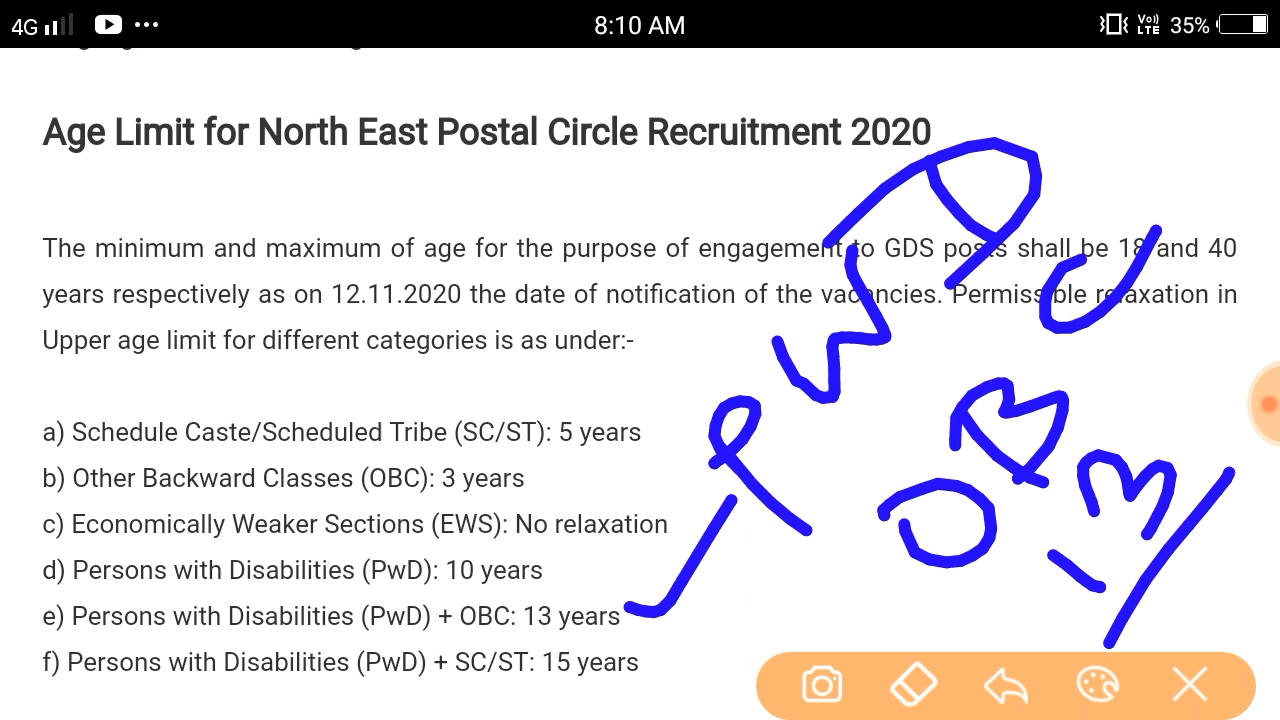 4G 8:10 AM Vo)) LTE 35%
Age Limit for North East Postal Circle Recruitment 2020
The minimum and maximum of age for the purpose of engagement to GDS posts shall be 18 and 40
years respectively as on 12.11.2020 the date of notification of the vacancies. Permissible relaxation in
Upper age limit for different categories is as under:-
a) Schedule Caste/Scheduled Tribe (SC/ST): 5 years
b) Other Backward Classes (OBC): 3 years
c) Economically Weaker Sections (EWS): No relaxation
d) Persons with Disabilities (PwD): 10 years
e) Persons with Disabilities (PwD) + OBC: 13 years
f) Persons with Disabilities (PwD) + SC/ST: 15 years
PWD
OBC
13